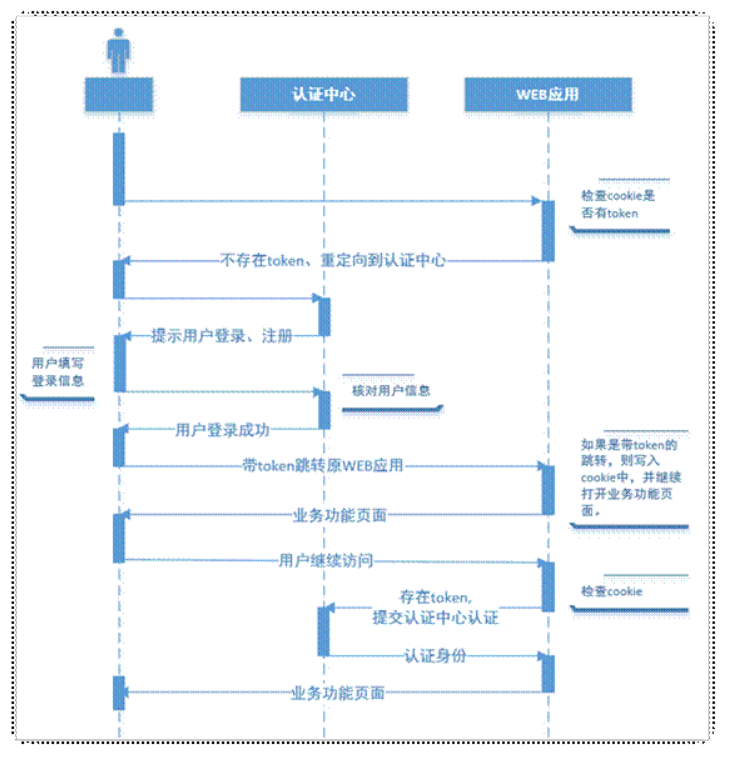 认证中心
WEB应用
检查cookie是
否有token
不存在token、重定向到认证中心
提示用户登录、注册
用户填写
登录信息
核对用户信息
用户登录成功
如果是带token的
跳转，则写入
cookie中，并继续
打开业务功能页
面。
带token跳转原WEB应用
业务功能页面
用户继续访问
检查cookie
存在token,
提交认证中心认证
认证身份
业务功能页面